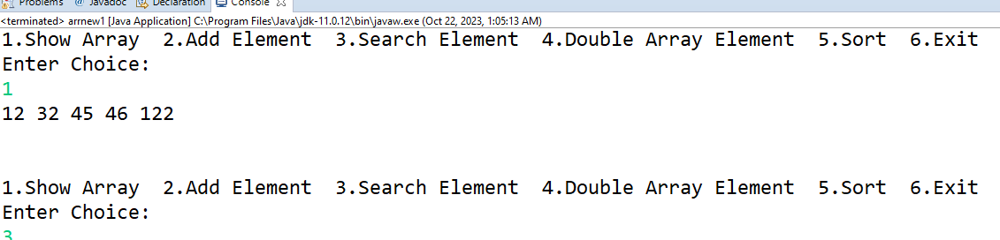 Problems @ Javadoc Declaration Console
<terminated> arrnew1 [Java Application] C:\Program Files\Java\jdk-11.0.12\bin\javaw.exe (Oct 22, 2023, 1:05:13 AM)
1.Show Array  2.Add Element  3.Search Element  4.Double Array Element  5.Sort  6.Exit
Enter Choice:
1
12 32 45 46 122
1.Show Array  2.Add Element  3.Search Element  4.Double Array Element  5.Sort  6.Exit
Enter Choice:
3